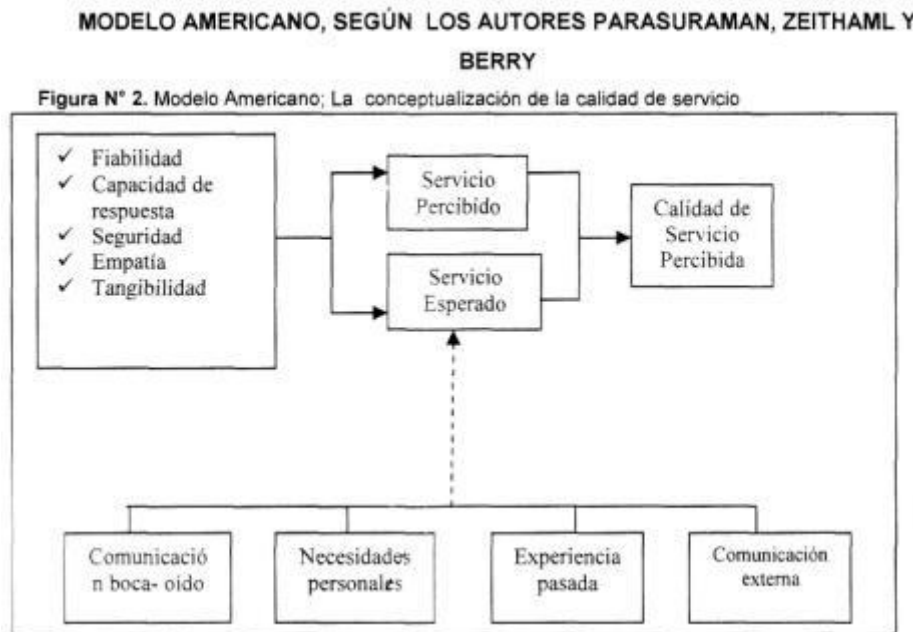 MODELO AMERICANO, SEGÚN LOS AUTORES PARASURAMAN, ZEITHAML Y
BERRY
Figura N° 2. Modelo Americano; La conceptualización de la calidad de servicio
✓ Fiabilidad
✓ Capacidad de
respuesta
✓ Seguridad
✓ Empatía
✓ Tangibilidad
Servicio
Percibido
Servicio
Esperado
Calidad de
Servicio
Percibida
Comunicació
n boca- oido
Necesidades
personales
Experiencia
pasada
Comunicación
externa